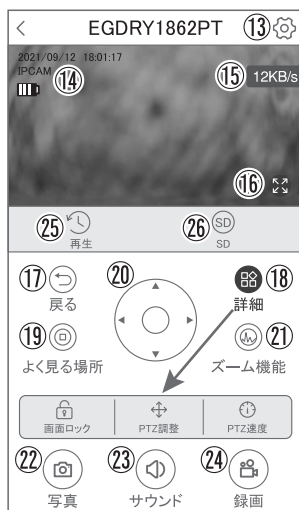 EGDRY1862PT ⑬
2021/09/12 18:01:17
IPCAM
⑭
⑮ 12KB/s
⑯
㉕ 再生
㉖ SD
SD
⑰ 戻る
⑳
⑱ 詳細
⑲ よく見る場所
㉑ ズーム機能
画面ロック PTZ調整 PTZ速度
㉒ 写真
㉓ サウンド
㉔ 録画